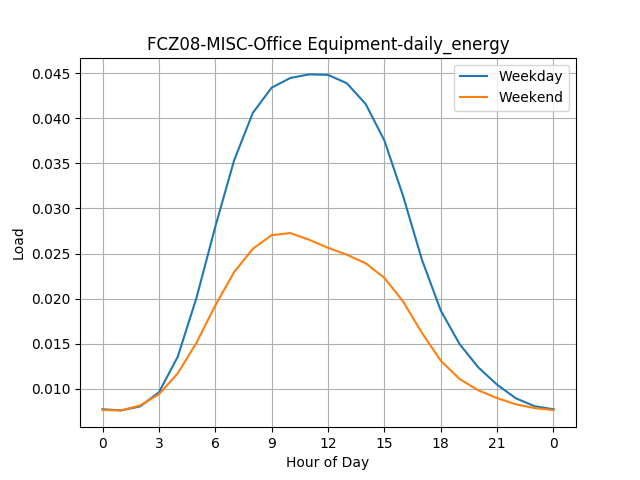 FCZ08-MISC-Office Equipment-daily_energy
Weekday
Weekend
0.045
0.040
0.035
0.030
0.025
0.020
0.015
0.010
Load
0 3 6 9 12 15 18 21 0
Hour of Day